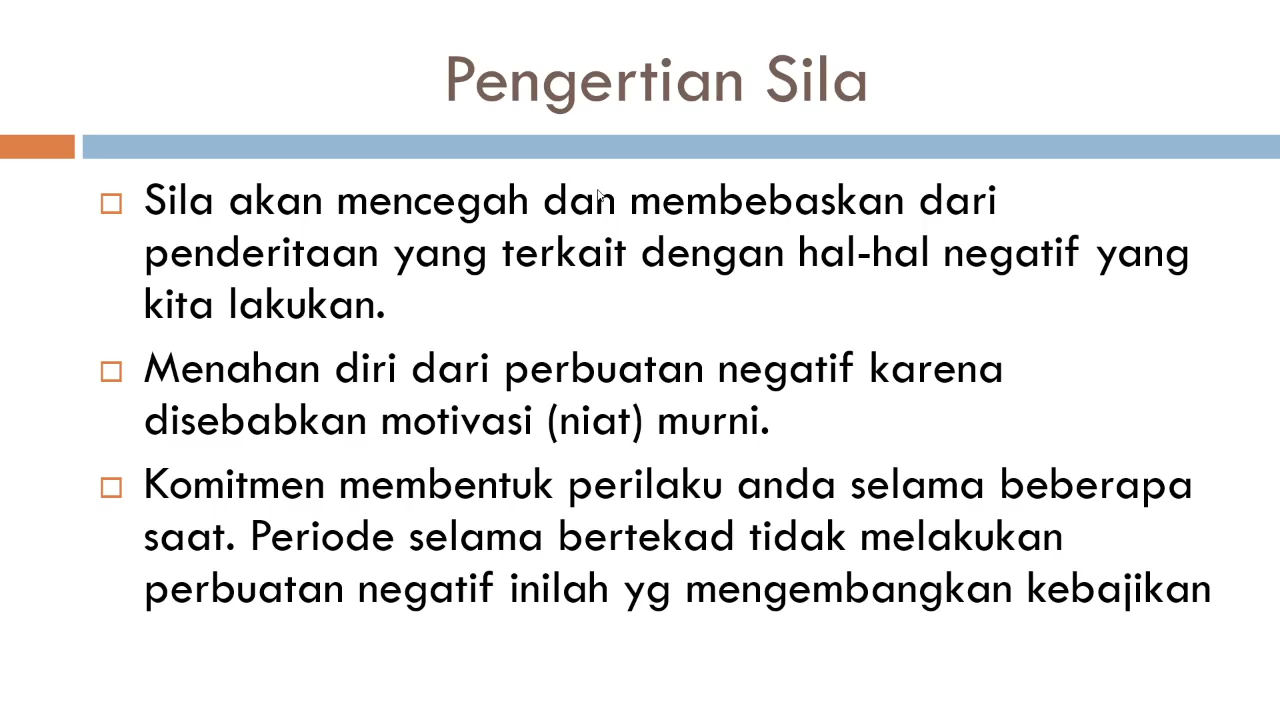 Pengertian Sila
Sila akan mencegah dan membebaskan dari
penderitaan yang terkait dengan hal-hal negatif yang
kita lakukan.
Menahan diri dari perbuatan negatif karena
disebabkan motivasi (niat) murni.
Komitmen membentuk perilaku anda selama beberapa
saat. Periode selama bertekad tidak melakukan
perbuatan negatif inilah yg mengembangkan kebajikan